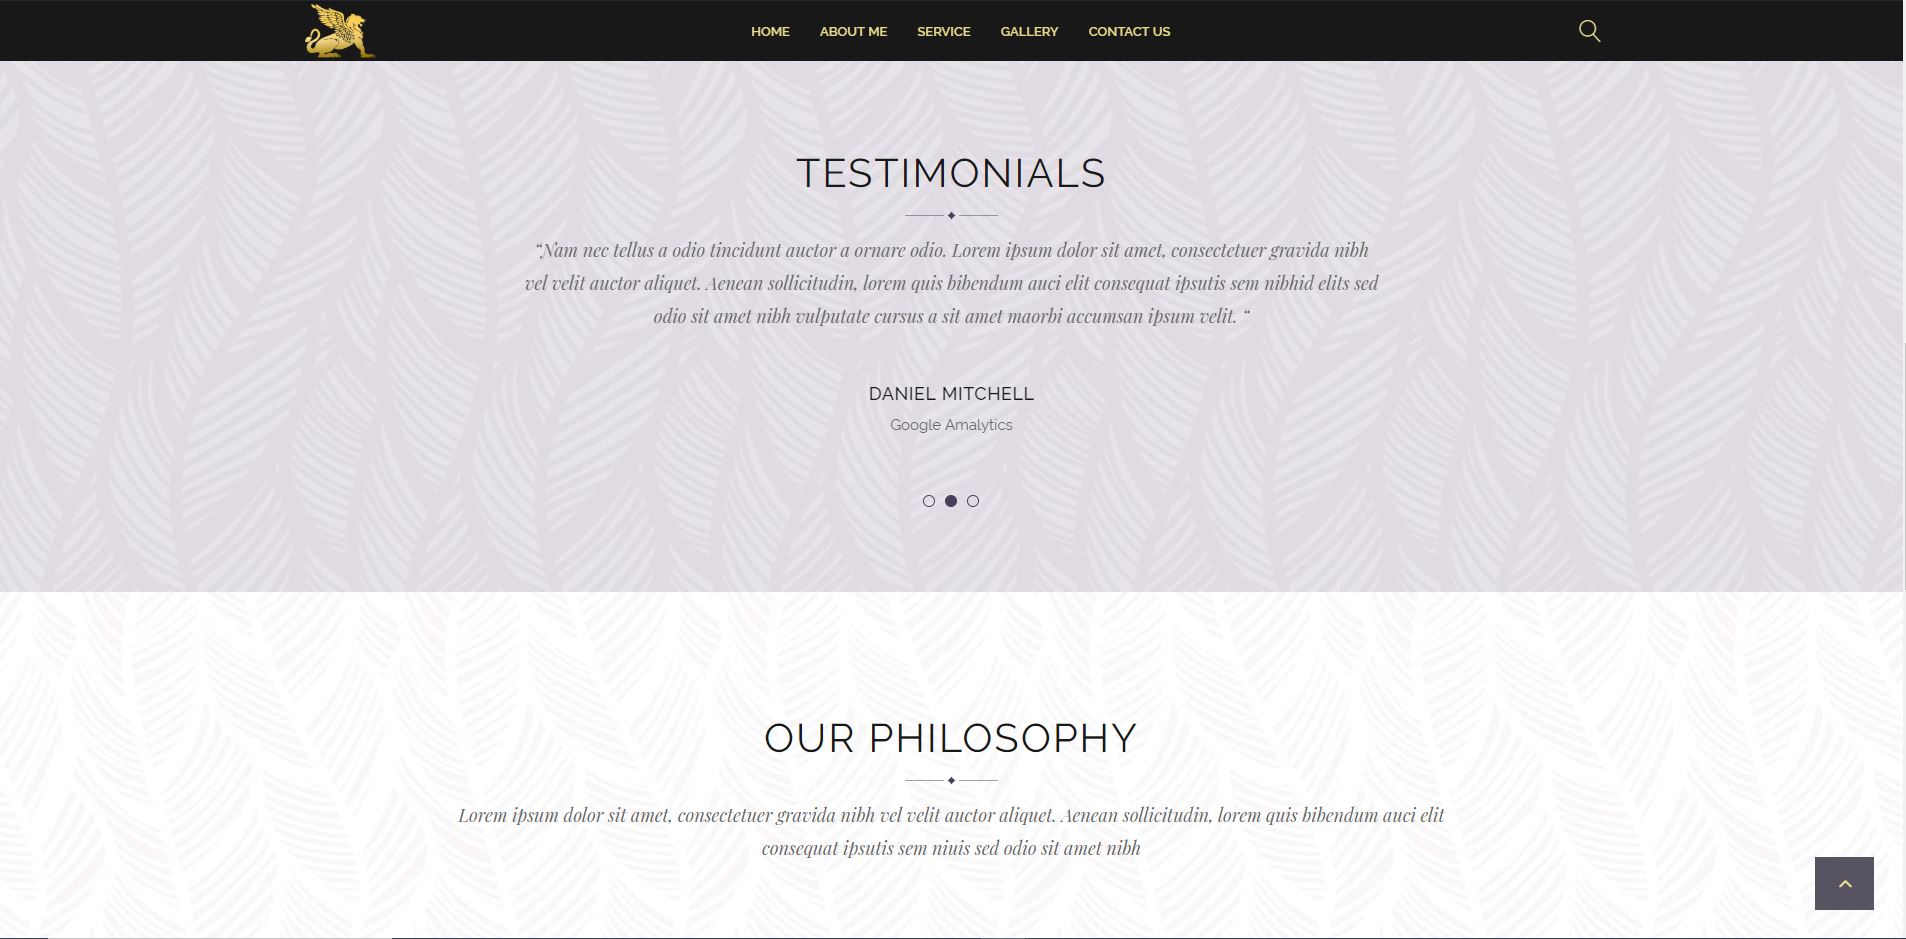 HOME ABOUT ME SERVICE GALLERY CONTACT US
TESTIMONIALS
“Nam nec tellus a odio tincidunt auctor a ornare odio. Lorem ipsum dolor sit amet, consectetuer gravida nibh
vel velit auctor aliquet. Aenean sollicitudin, lorem quis bibendum auci elit consequat ipsutis sem nibhid elits sed
odio sit amet nibh vulputate cursus a sit amet maorbi accumsan ipsum velit. “
DANIEL MITCHELL
Google Amalytics
OUR PHILOSOPHY
Lorem ipsum dolor sit amet, consectetuer gravida nibh vel velit auctor aliquet. Aenean sollicitudin, lorem quis bibendum auci elit
consequat ipsutis sem niuis sed odio sit amet nibh